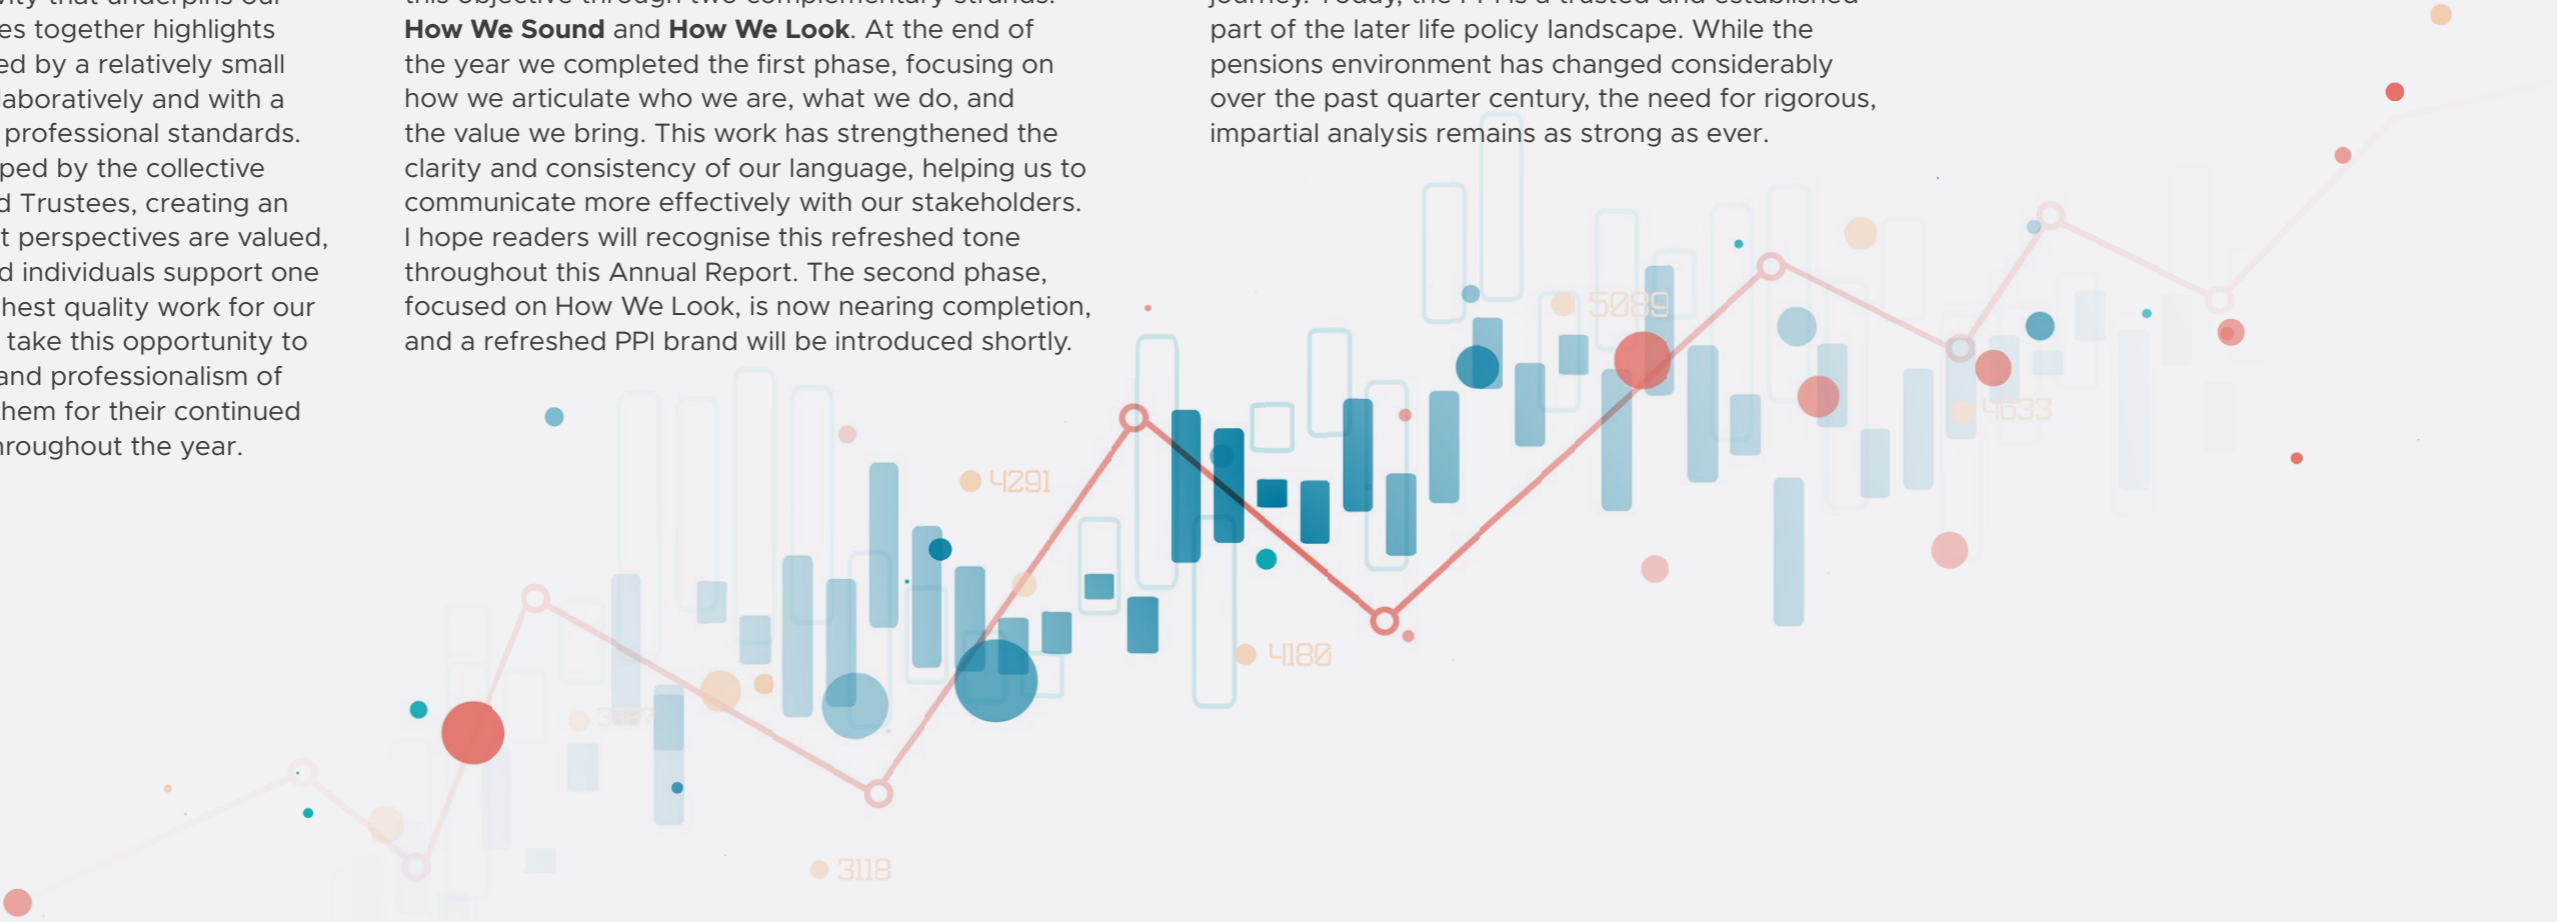 es together highlights
ed by a relatively small
laboratively and with a
professional standards.
ped by the collective
d Trustees, creating an
t perspectives are valued,
d individuals support one
hest quality work for our
take this opportunity to
and professionalism of
them for their continued
hroughout the year.
How We Sound and How We Look. At the end of
the year we completed the first phase, focusing on
how we articulate who we are, what we do, and
the value we bring. This work has strengthened the
clarity and consistency of our language, helping us to
communicate more effectively with our stakeholders.
I hope readers will recognise this refreshed tone
throughout this Annual Report. The second phase,
focused on How We Look, is now nearing completion,
and a refreshed PPI brand will be introduced shortly.
part of the later life policy landscape. While the
pensions environment has changed considerably
over the past quarter century, the need for rigorous,
impartial analysis remains as strong as ever.
5089
4633
4291
4180
3118